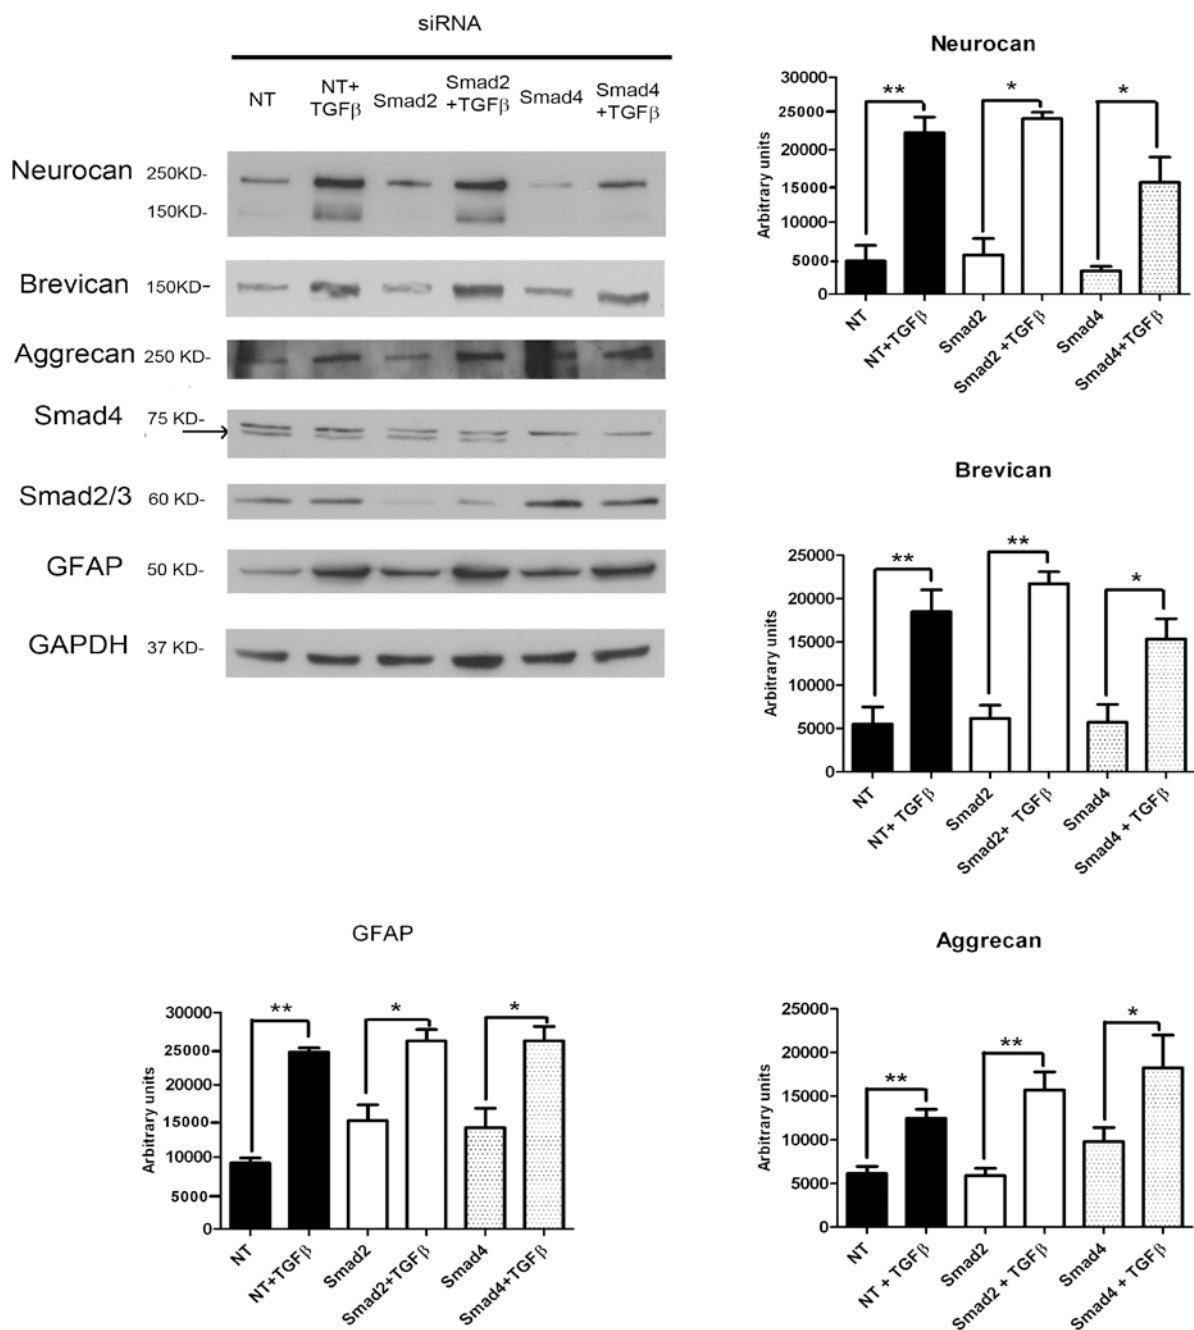 siRNA
NT
NT+
TGFβ
Smad2
Smad2
+TGFβ
Smad4
Smad4
+TGFβ
Neurocan 250KD-
150KD-
Brevican 150KD-
Aggrecan 250 KD-
Smad4 75 KD-
Smad2/3 60 KD-
GFAP 50 KD-
GAPDH 37 KD-
Neurocan
Arbitrary units
30000
25000
20000
15000
10000
5000
0
** * *
NT
NT+TGFβ
Smad2
Smad2 +TGFβ
Smad4
Smad4+TGFβ
Brevican
Arbitrary units
25000
20000
15000
10000
5000
0
** ** *
NT
NT+ TGFβ
Smad2
Smad2+ TGFβ
Smad4
Smad4 + TGFβ
GFAP
Arbitrary units
30000
25000
20000
15000
10000
5000
0
** * *
NT
NT+TGFβ
Smad2
Smad2+TGFβ
Smad4
Smad4+TGFβ
Aggrecan
Arbitrary units
25000
20000
15000
10000
5000
0
** ** *
NT
NT + TGFβ
Smad2
Smad2 + TGFβ
Smad4
Smad4 + TGFβ